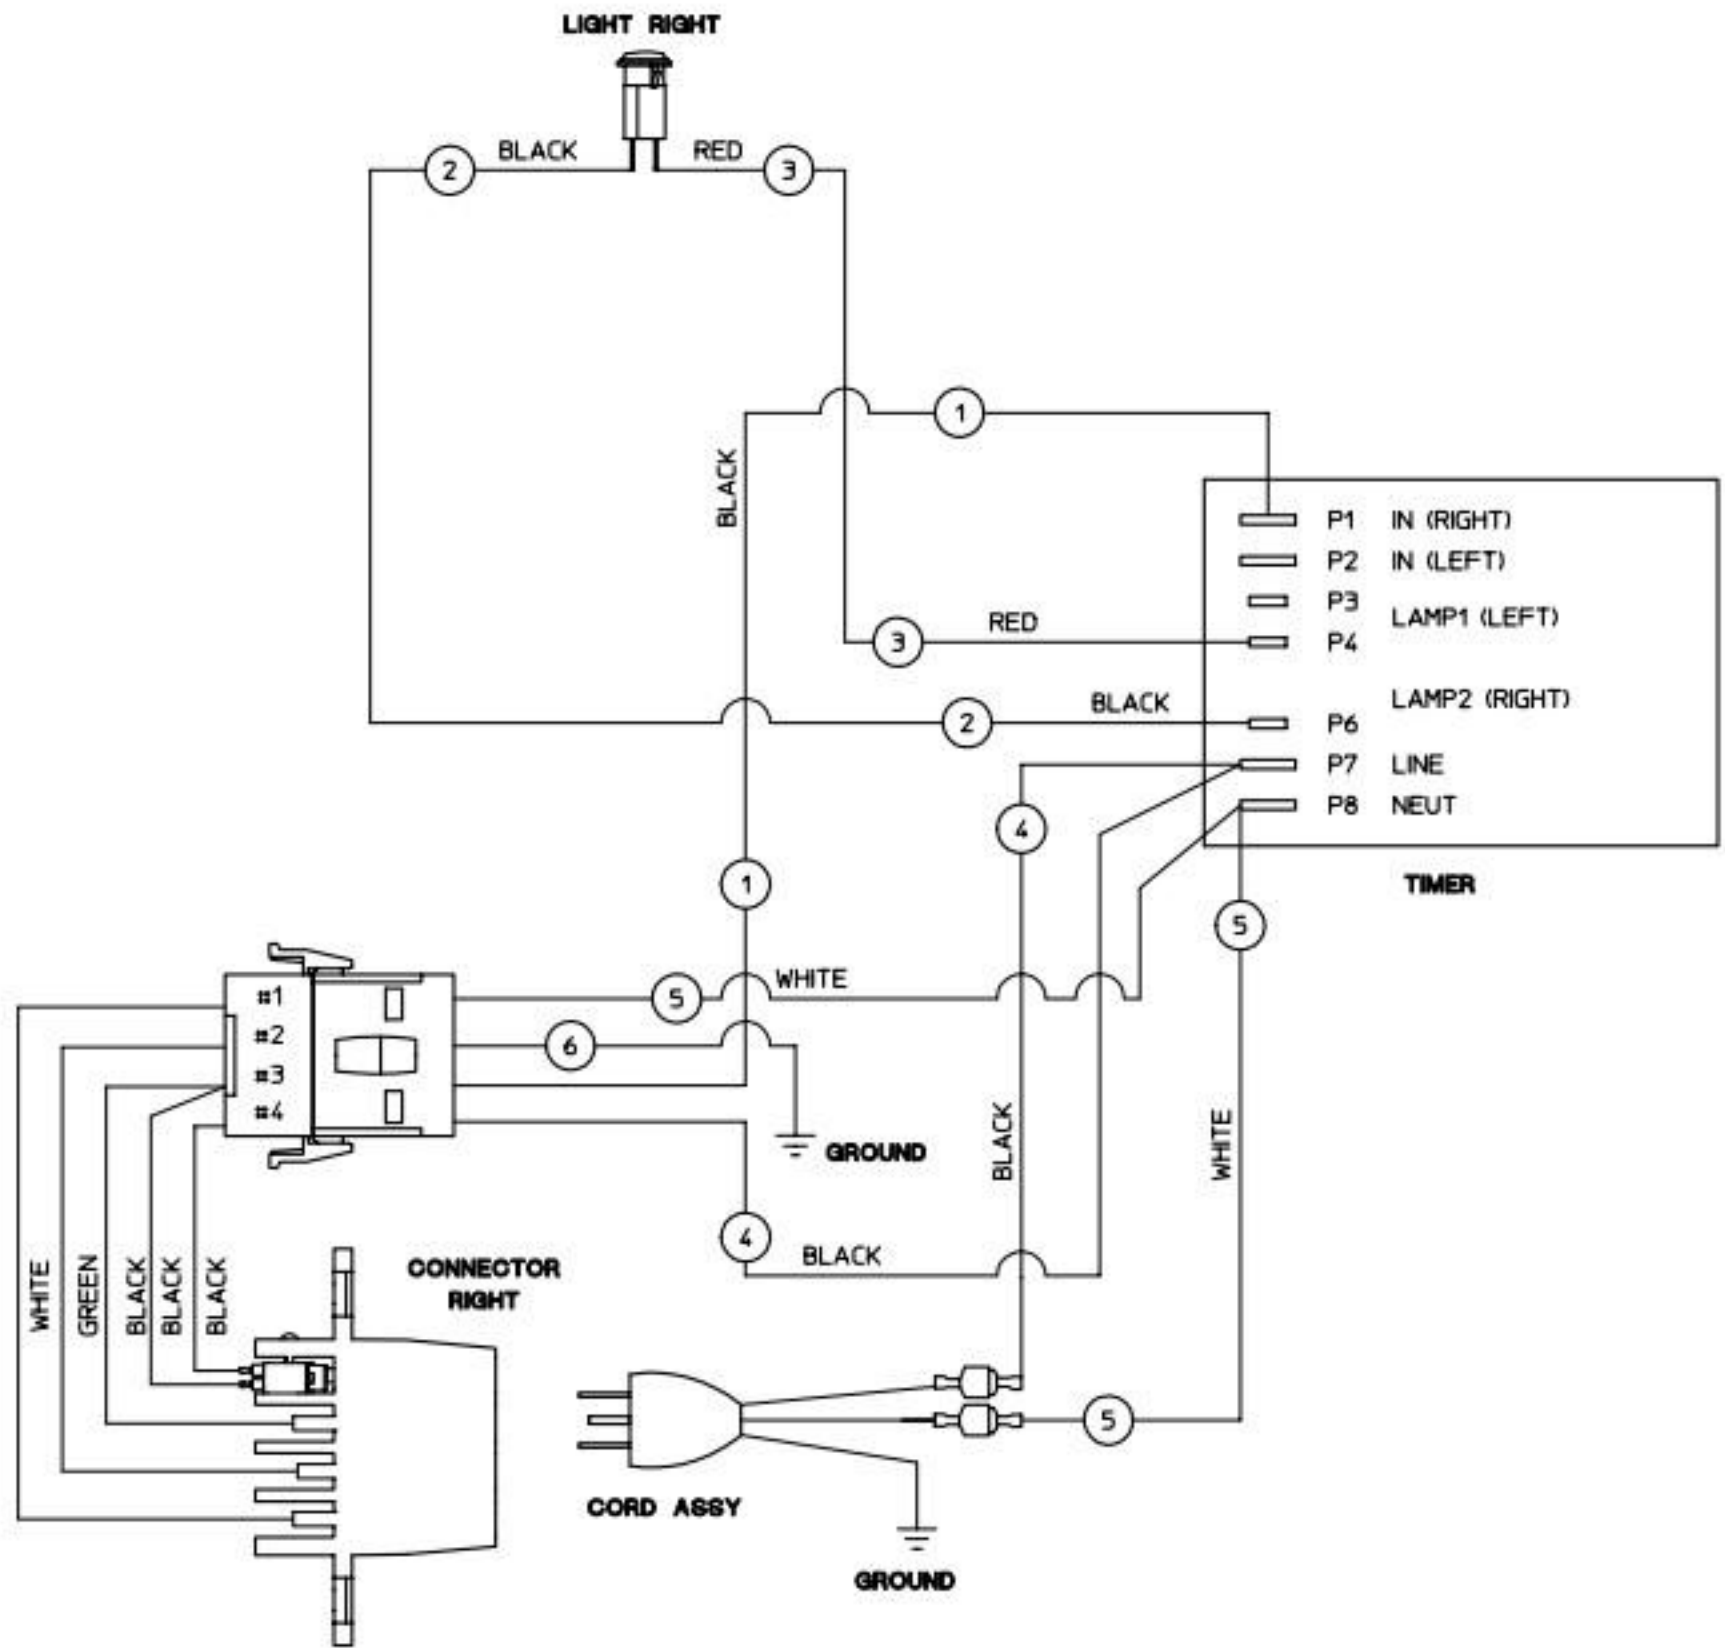 LIGHT RIGHT
2
BLACK
RED
3
1
BLACK
P1 IN (RIGHT)
P2 IN (LEFT)
P3
LAMP1 (LEFT)
P4
3
RED
LAMP2 (RIGHT)
2
BLACK
P6
P7 LINE
P8 NEUT
4
TIMER
1
5
#1
#2
#3
#4
5
WHITE
6
GROUND
BLACK
WHITE
4
BLACK
WHITE
GREEN
BLACK
BLACK
BLACK
CONNECTOR
RIGHT
5
CORD ASSY
GROUND